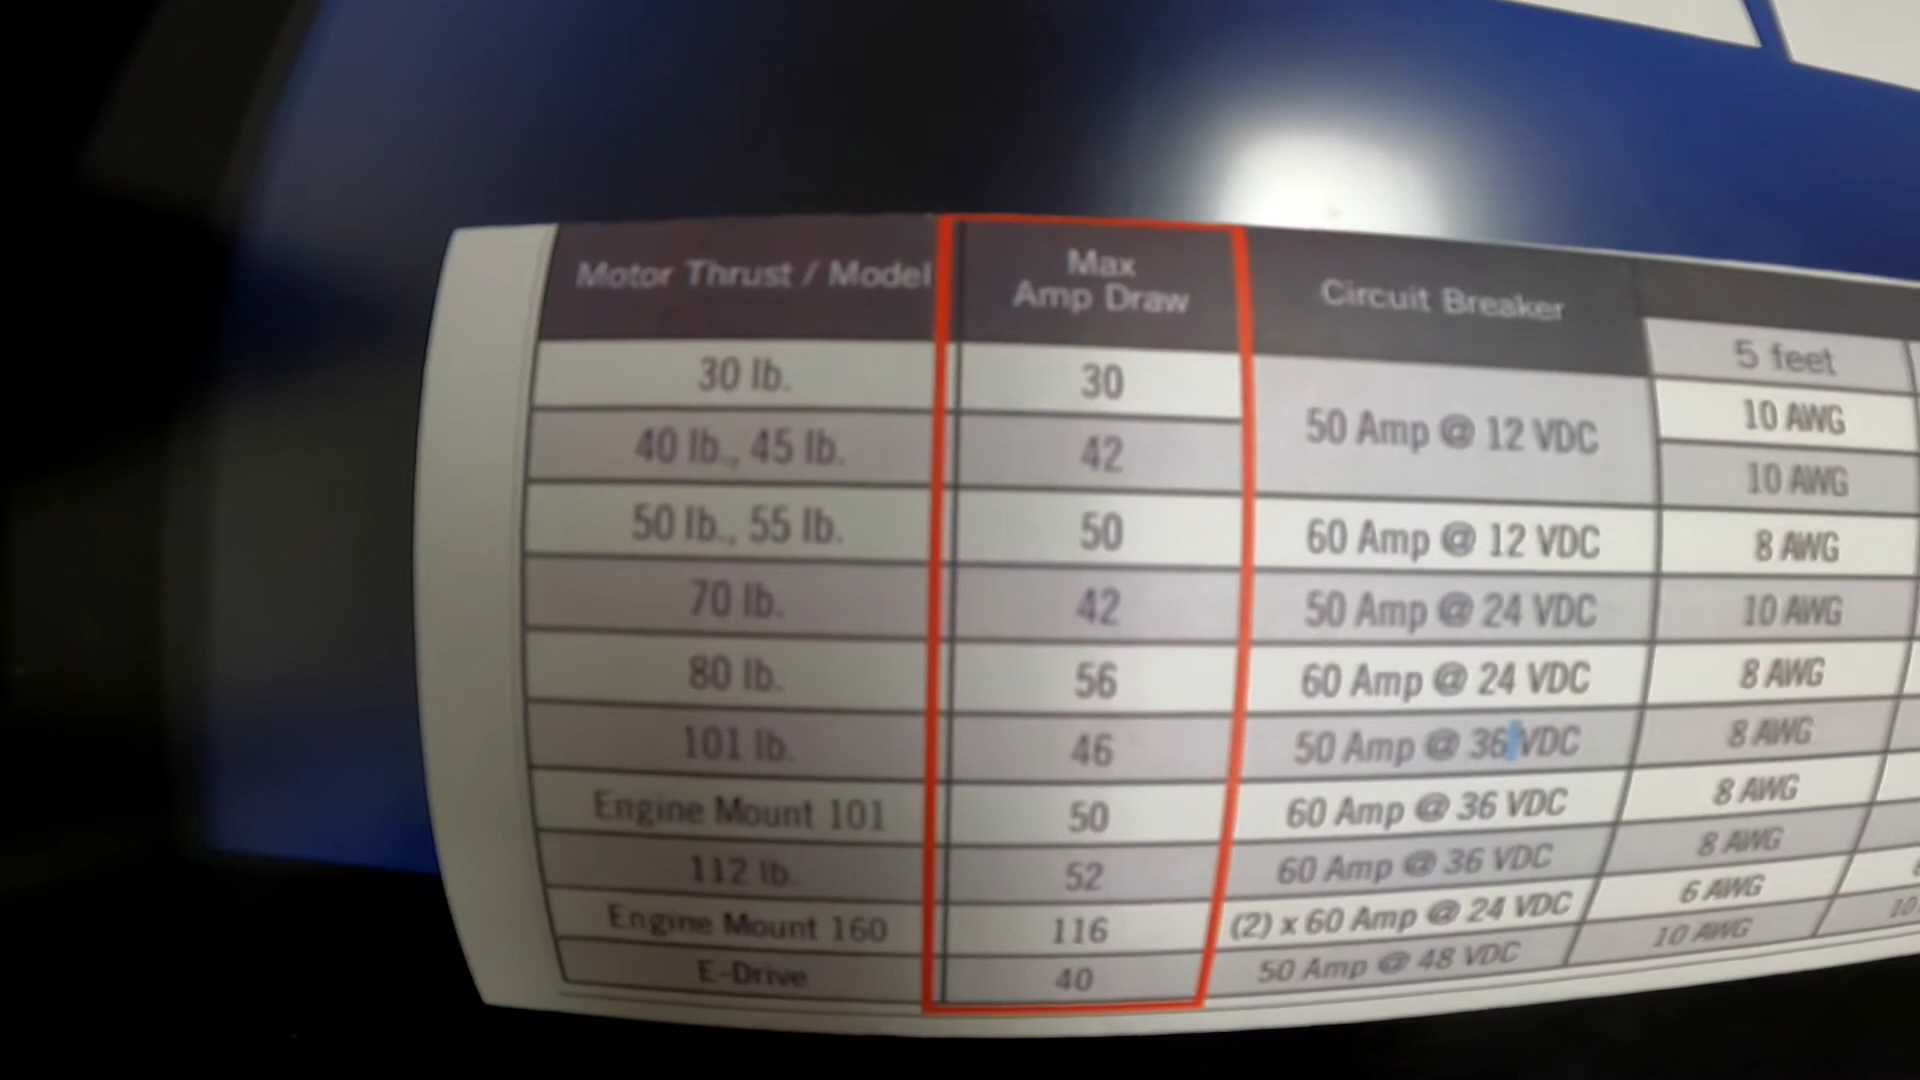 Motor Thrust / Model Max Amp Draw Circuit Breaker
5 feet
30 lb. 30 50 Amp @ 12 VDC 10 AWG
40 lb., 45 lb. 42 10 AWG
50 lb., 55 lb. 50 60 Amp @ 12 VDC 8 AWG
70 lb. 42 50 Amp @ 24 VDC 10 AWG
80 lb. 56 60 Amp @ 24 VDC 8 AWG
101 lb. 46 50 Amp @ 36 VDC 8 AWG
Engine Mount 101 50 60 Amp @ 36 VDC 8 AWG
112 lb. 52 60 Amp @ 36 VDC 8 AWG
Engine Mount 160 116 (2) x 60 Amp @ 24 VDC 6 AWG
E-Drive 40 50 Amp @ 48 VDC 10 AWG 10